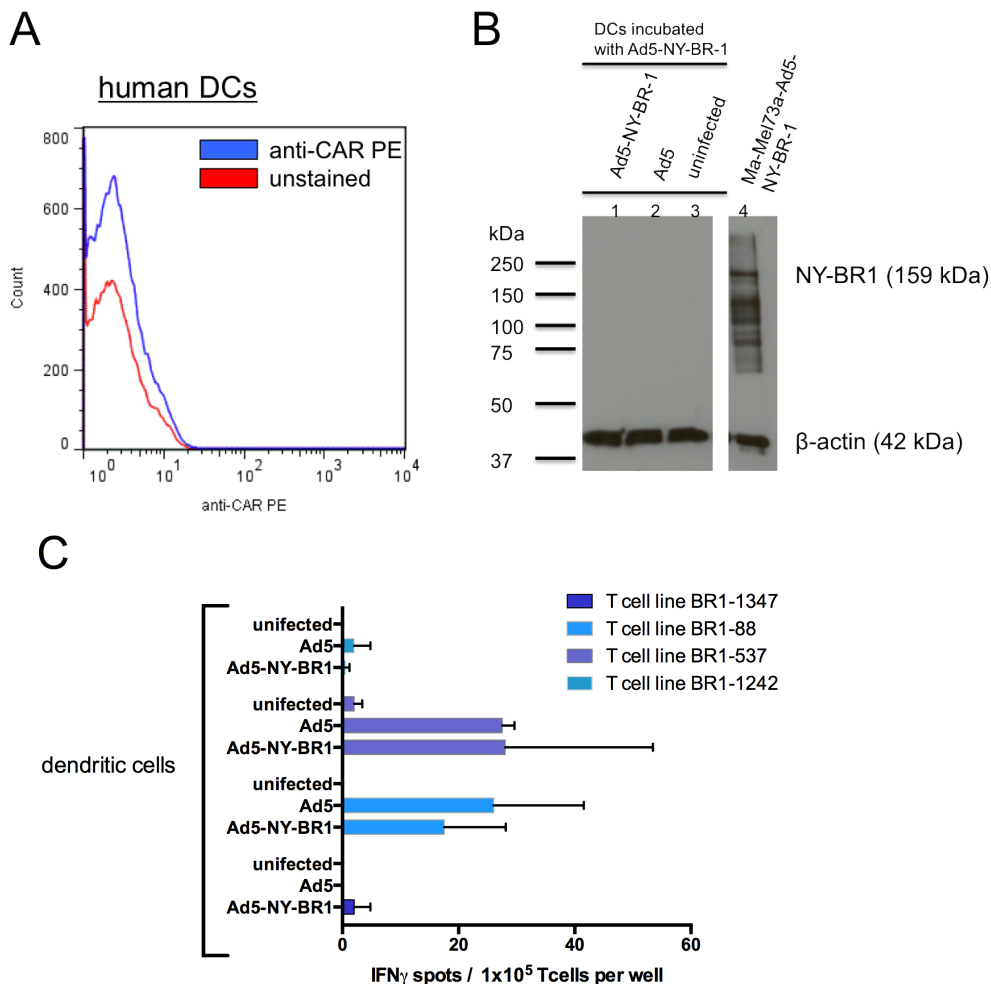 A
human DCs
anti-CAR PE
unstained
800
600
400
200
0
Count
10^0
10^1
10^2
10^3
10^4
anti-CAR PE
B
DCs incubated
with Ad5-NY-BR-1
Ad5-NY-BR-1
Ad5
uninfected
Ma-Mel73a-Ad5-
NY-BR-1
1 2 3 4
kDa
250
150
100
75
50
37
NY-BR1 (159 kDa)
β-actin (42 kDa)
C
T cell line BR1-1347
T cell line BR1-88
T cell line BR1-537
T cell line BR1-1242
dendritic cells
unifected
Ad5
Ad5-NY-BR1
unifected
Ad5
Ad5-NY-BR1
unifected
Ad5
Ad5-NY-BR1
unifected
Ad5
Ad5-NY-BR1
0 20 40 60
IFNγ spots / 1x10^5 Tcells per well